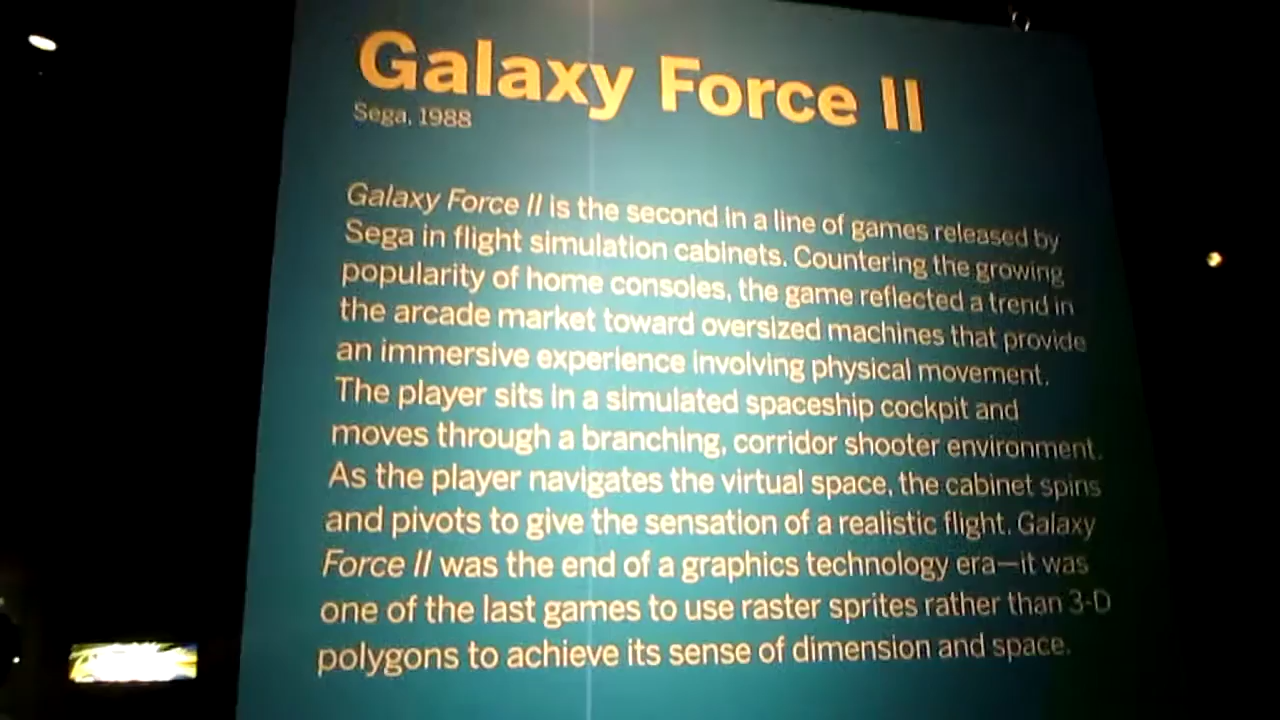 Galaxy Force II
Sega, 1988
Galaxy Force II is the second in a line of games released by
Sega in flight simulation cabinets. Countering the growing
popularity of home consoles, the game reflected a trend in
the arcade market toward oversized machines that provide
an immersive experience involving physical movement.
The player sits in a simulated spaceship cockpit and
moves through a branching, corridor shooter environment.
As the player navigates the virtual space, the cabinet spins
and pivots to give the sensation of a realistic flight. Galaxy
Force II was the end of a graphics technology era—it was
one of the last games to use raster sprites rather than 3-D
polygons to achieve its sense of dimension and space.